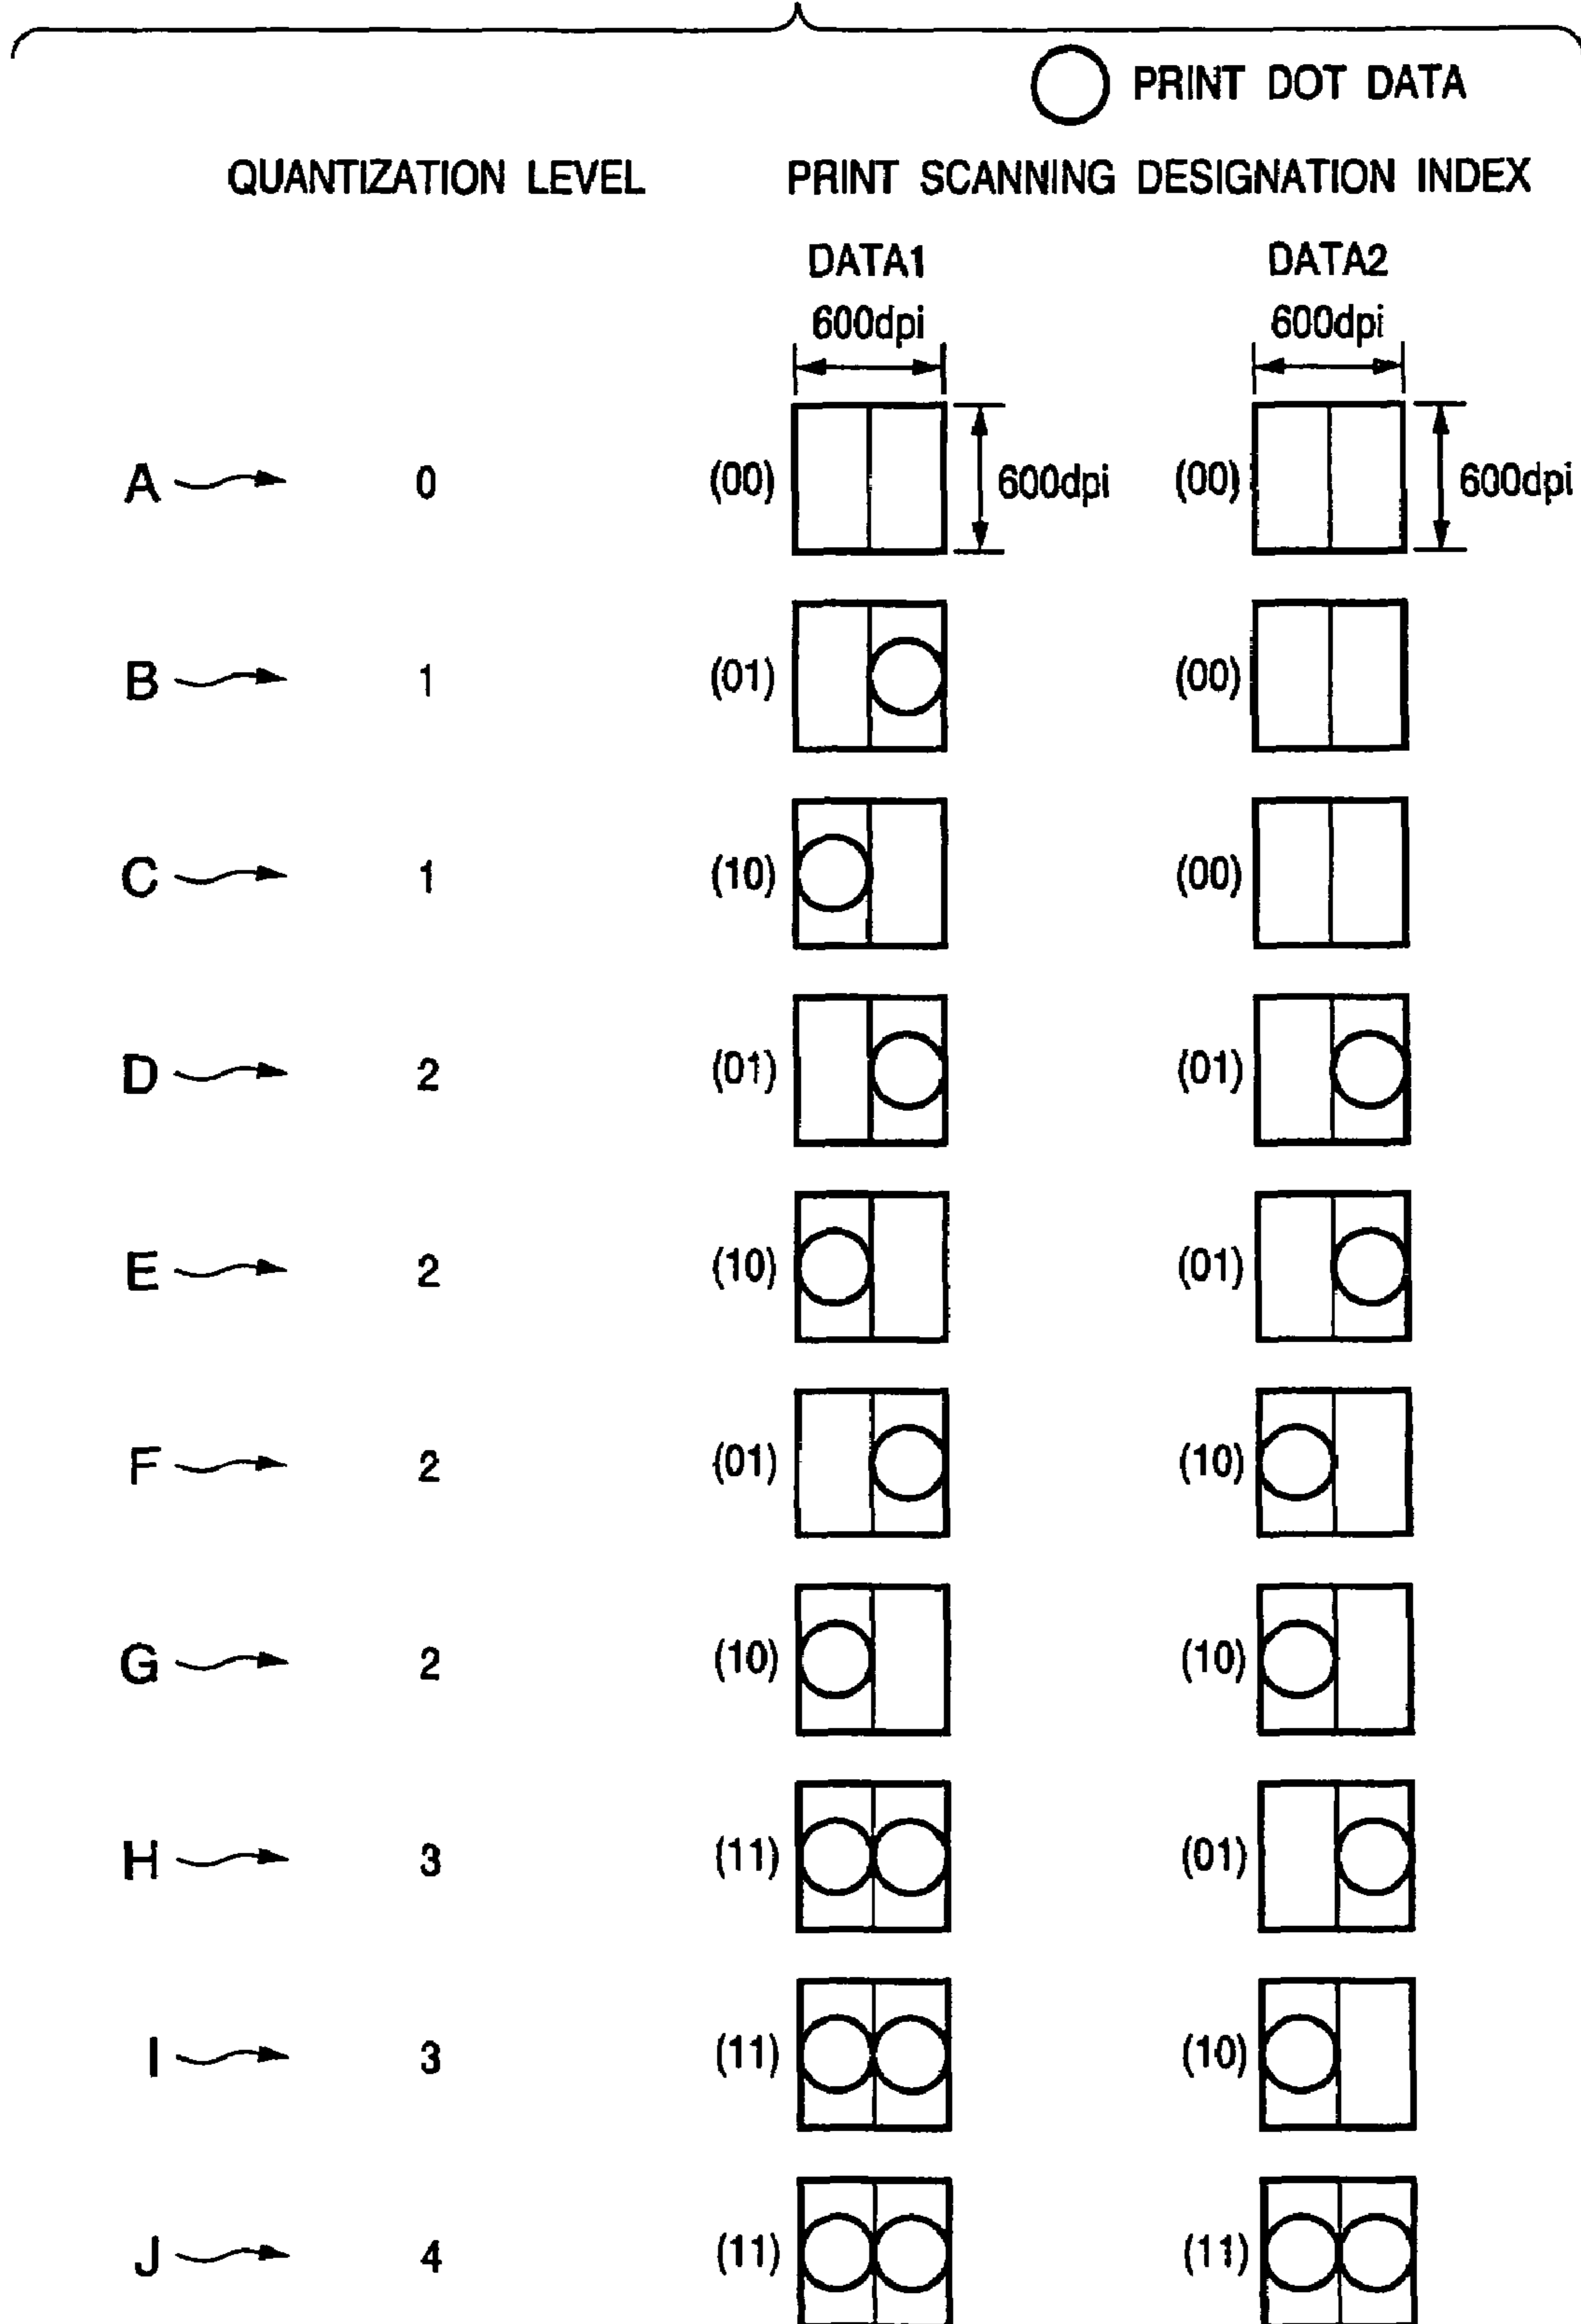 PRINT DOT DATA
QUANTIZATION LEVEL PRINT SCANNING DESIGNATION INDEX
DATA1 DATA2
600dpi 600dpi
A 0 (00) 600dpi (00) 600dpi
B 1 (01) (00)
C 1 (10) (00)
D 2 (01) (01)
E 2 (10) (01)
F 2 (01) (10)
G 2 (10) (10)
H 3 (11) (01)
I 3 (11) (10)
J 4 (11) (11)